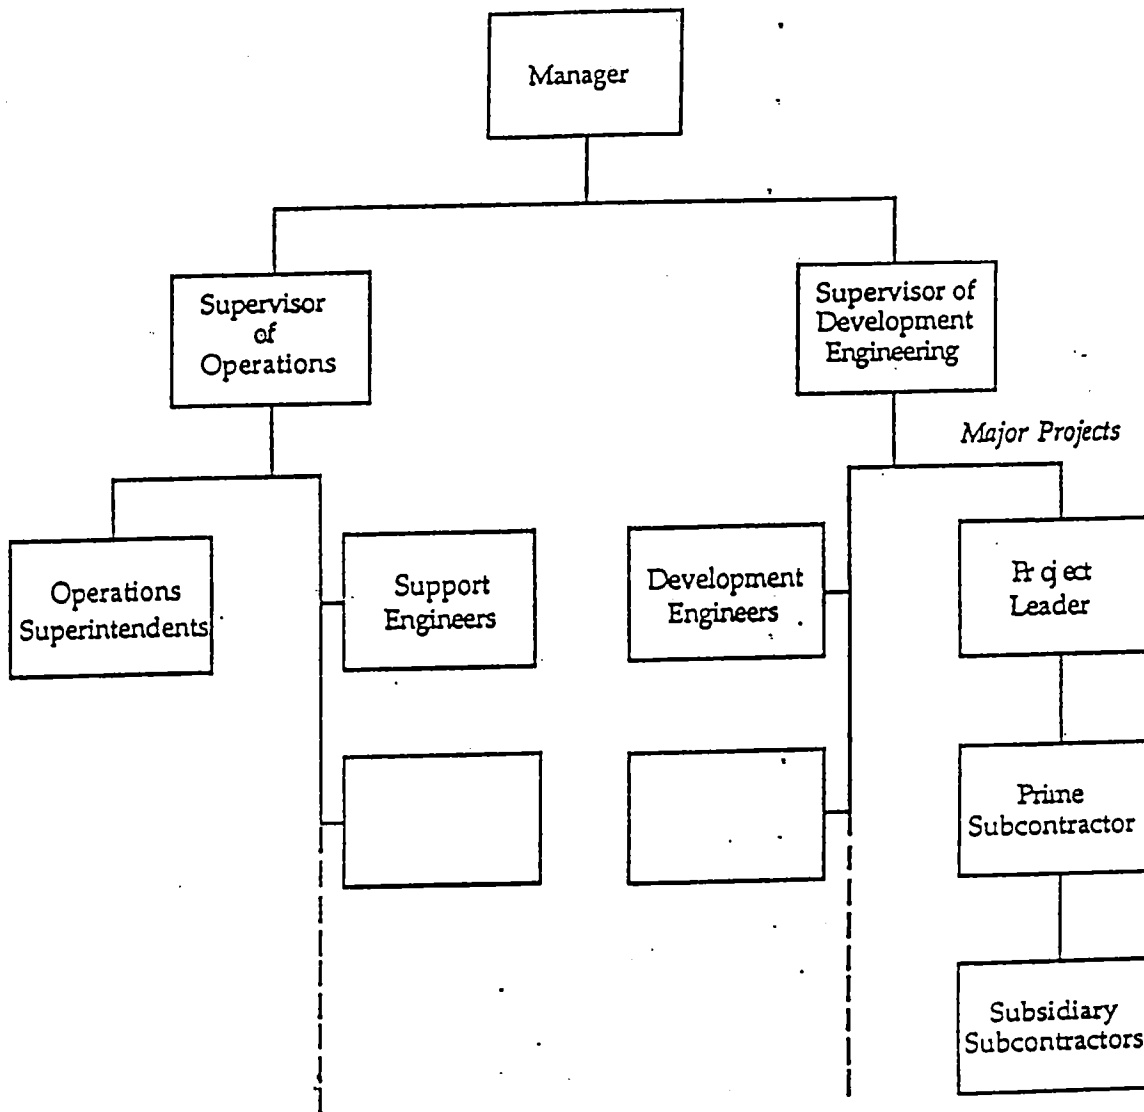 Manager
Supervisor
of
Operations
Supervisor of
Development
Engineering
Major Projects
Operations
Superintendents
Support
Engineers
Development
Engineers
Project
Leader
Prime
Subcontractor
Subsidiary
Subcontractors